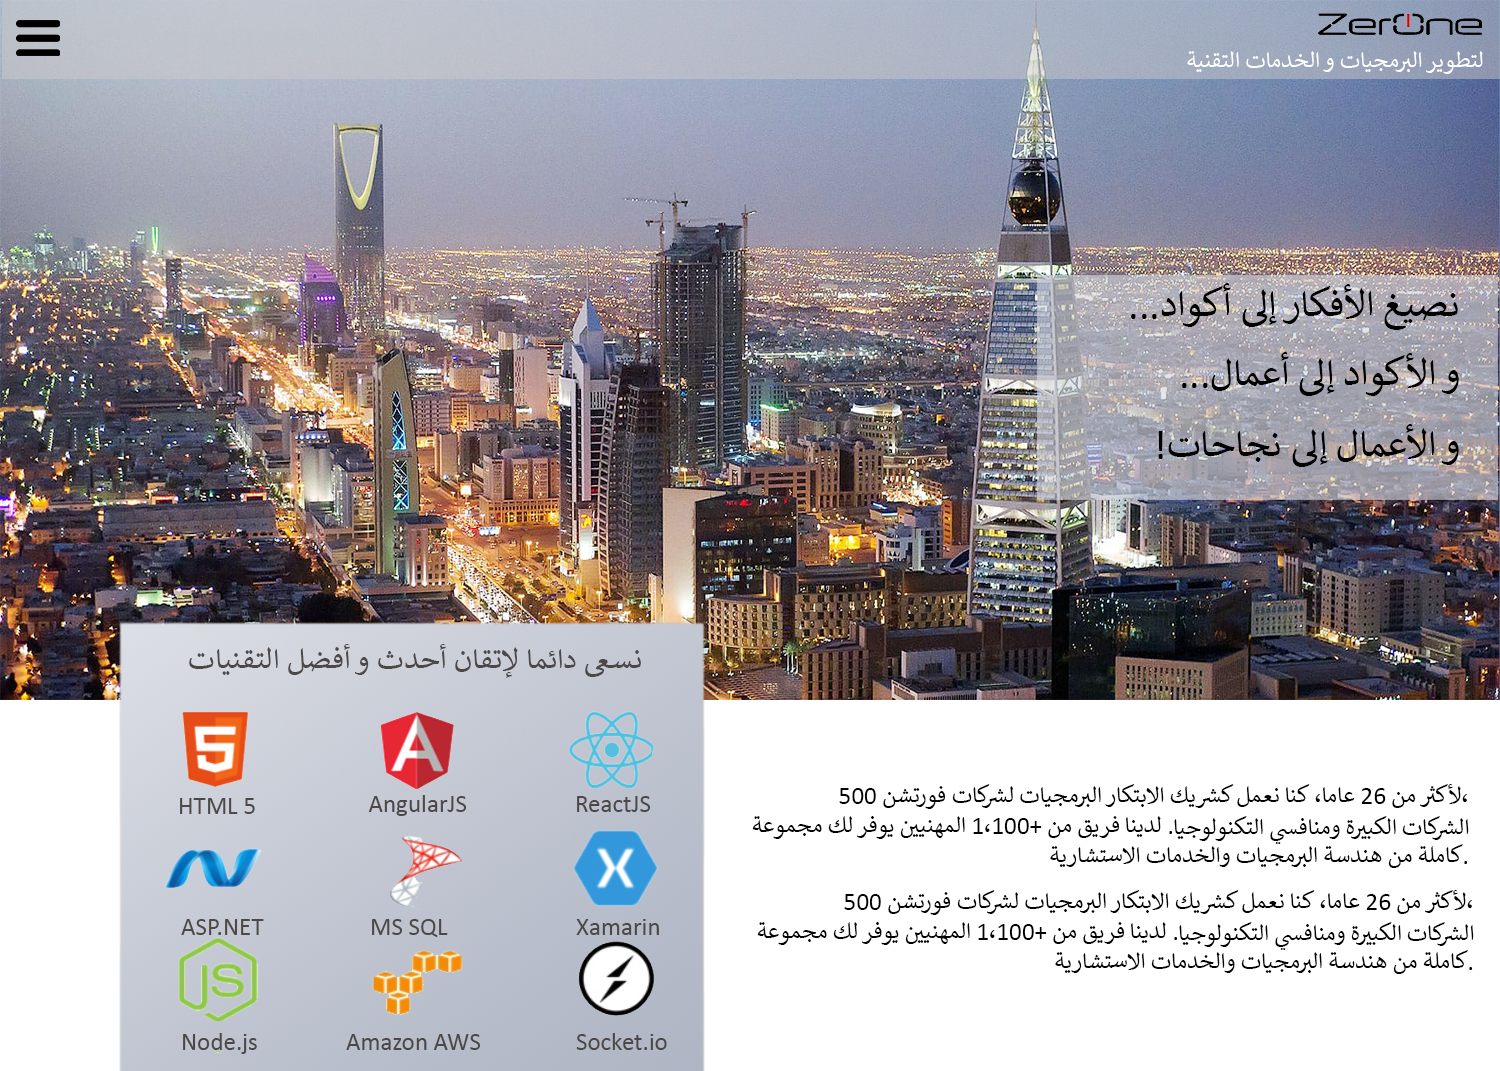 ZerOne
لتطوير البرمجيات و الخدمات التقنية
نصيغ الأفكار إلى أكواد...
و الأكواد إلى أعمال...
و الأعمال إلى نجاحات!
نسعى دائما لإتقان أحدث و أفضل التقنيات
HTML 5
AngularJS
ReactJS
ASP.NET
MS SQL
Xamarin
JS
Node.js
Amazon AWS
Socket.io
،لأكثر من 26 عاما، كنا نعمل كشريك الابتكار البرمجيات لشركات فورتشن 500
الشركات الكبيرة ومنافسي التكنولوجيا. لدينا فريق من +1،100 المهنيين يوفر لك مجموعة
.كاملة من هندسة البرمجيات والخدمات الاستشارية
،لأكثر من 26 عاما، كنا نعمل كشريك الابتكار البرمجيات لشركات فورتشن 500
الشركات الكبيرة ومنافسي التكنولوجيا. لدينا فريق من +1،100 المهنيين يوفر لك مجموعة
.كاملة من هندسة البرمجيات والخدمات الاستشارية